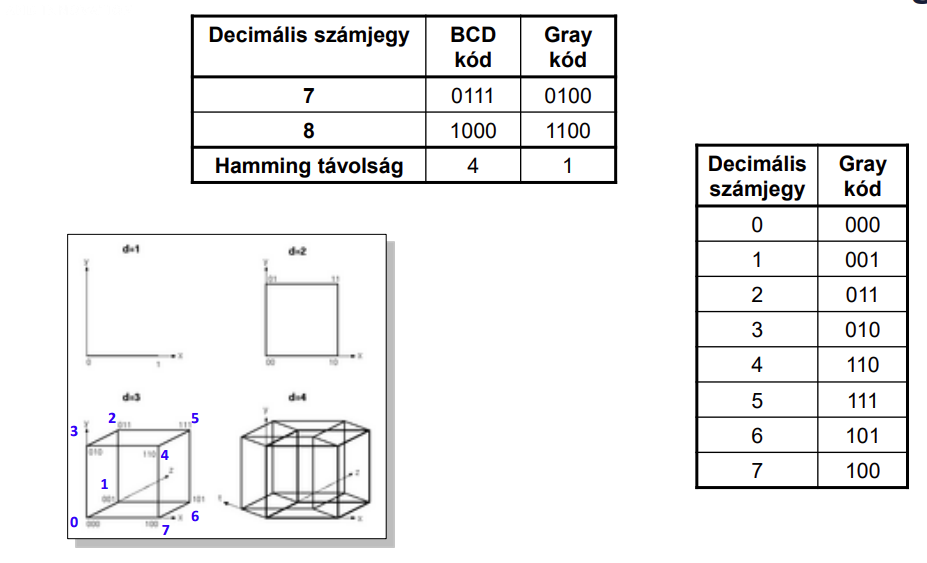 Decimális számjegy BCD kód Gray kód
7 0111 0100
8 1000 1100
Hamming távolság 4 1
Decimális számjegy Gray kód
0 000
1 001
2 011
3 010
4 110
5 111
6 101
7 100
d=1
y
0 1 x
d=2
y
01 11
00 10 x
d=3
2 5
3 y 011 111
010 110 4
z
1
001 101
0 000 100 x 6
7
d=4
y
z
t
x